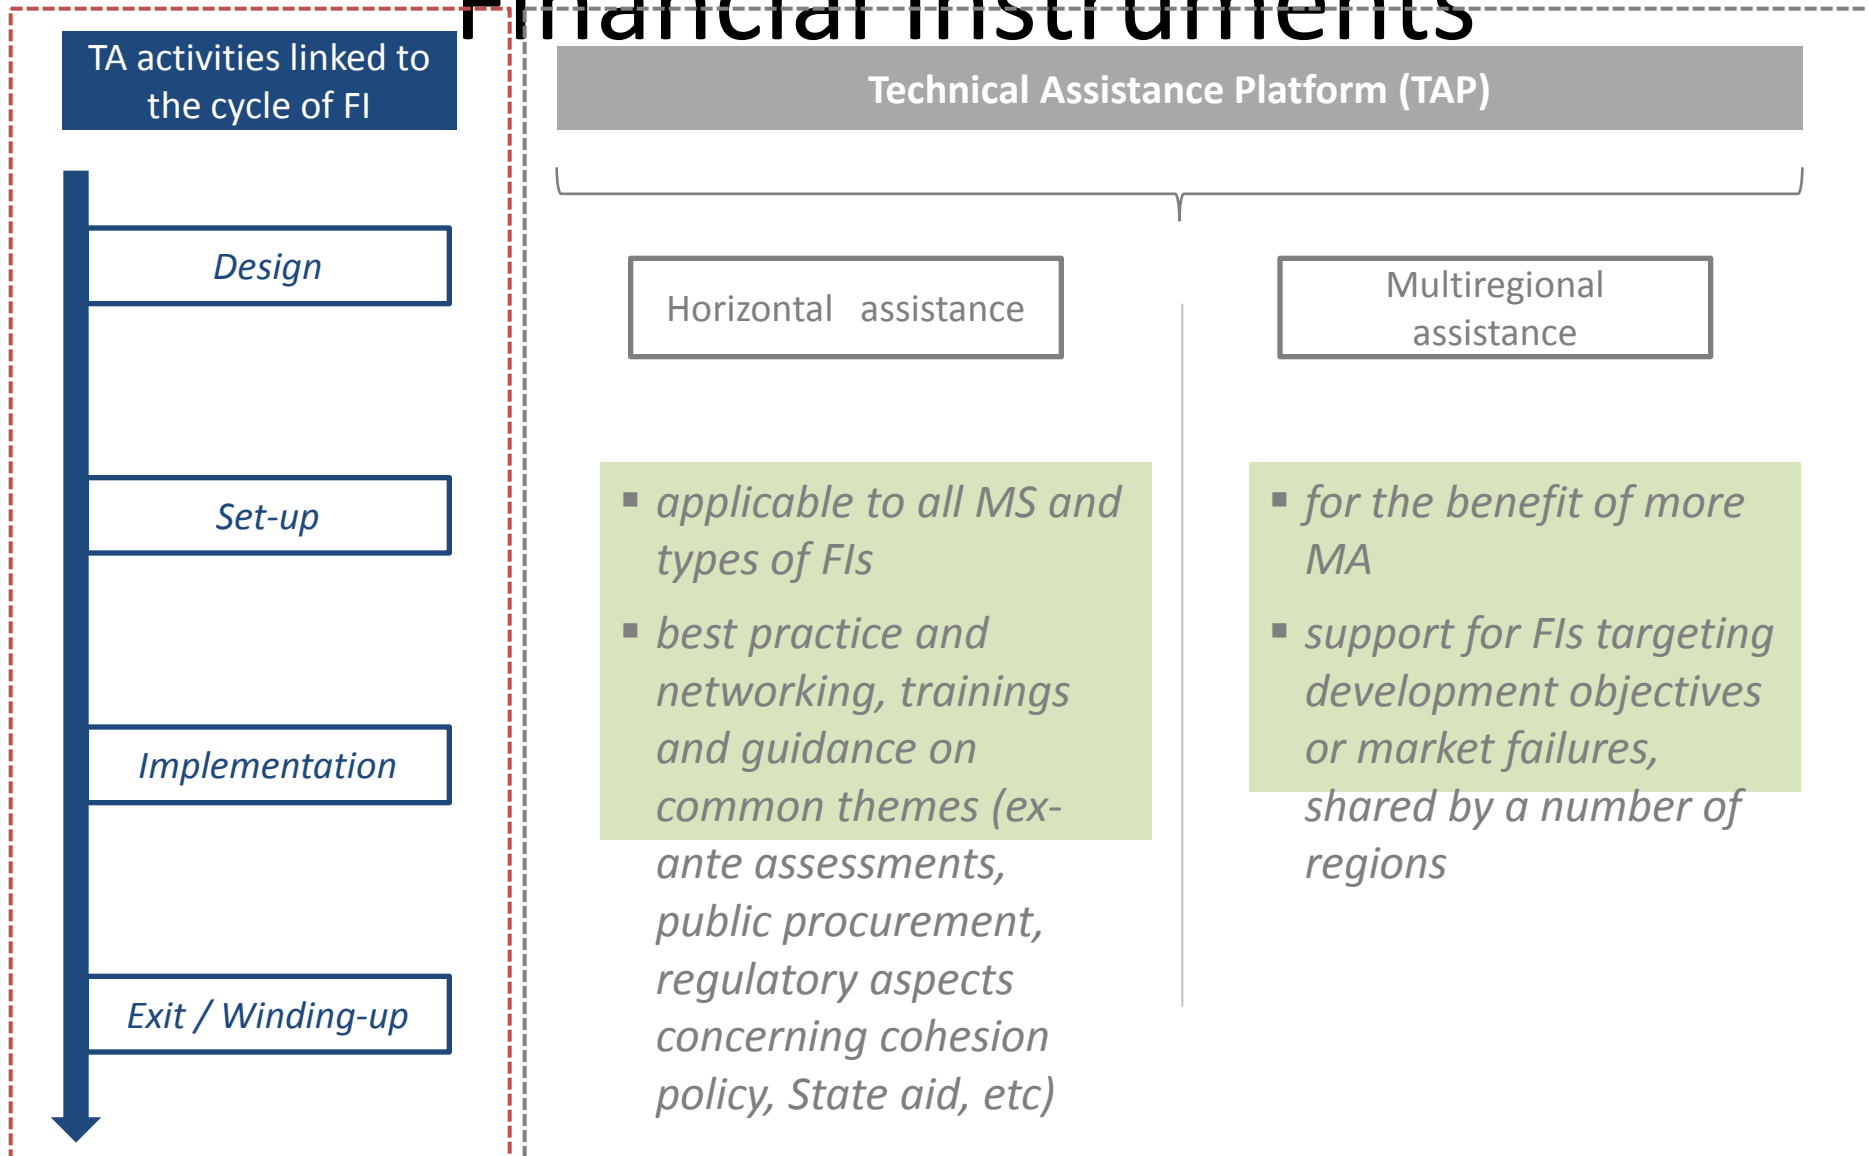 Financial Instruments
TA activities linked to
the cycle of FI
Design
Set-up
Implementation
Exit / Winding-up
Technical Assistance Platform (TAP)
Horizontal assistance
▪ applicable to all MS and
types of FIs
▪ best practice and
networking, trainings
and guidance on
common themes (ex-
ante assessments,
public procurement,
regulatory aspects
concerning cohesion
policy, State aid, etc)
Multiregional
assistance
▪ for the benefit of more
MA
▪ support for FIs targeting
development objectives
or market failures,
shared by a number of
regions